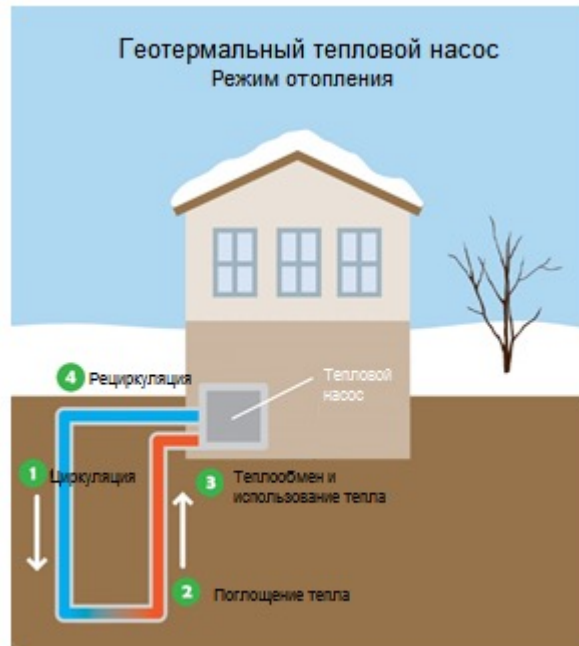 Геотермальный тепловой насос
Режим отопления
4 Рециркуляция
Тепловой
насос
1 Циркуляция
3 Теплообмен и
использование тепла
2 Поглощение тепла